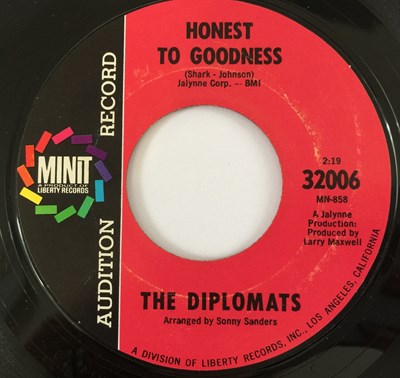 HONEST
TO GOODNESS
(Shark - Johnson)
Jalynne Corp. -- BMI
AUDITION RECORD
MINIT
A PRODUCT OF
LIBERTY RECORDS
2:19
32006
MN-858
A Jalynne
Production:
Produced by
Larry Maxwell
THE DIPLOMATS
Arranged by Sonny Sanders
A DIVISION OF LIBERTY RECORDS, INC., LOS ANGELES, CALIFORNIA